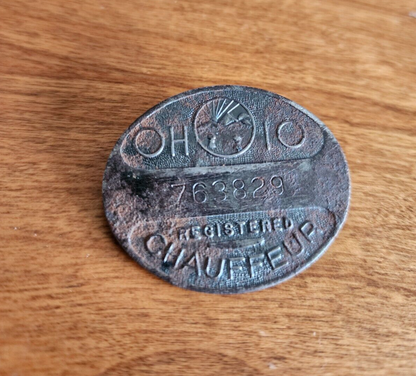 OHIO
763829
REGISTERED
CHAUFFEUR